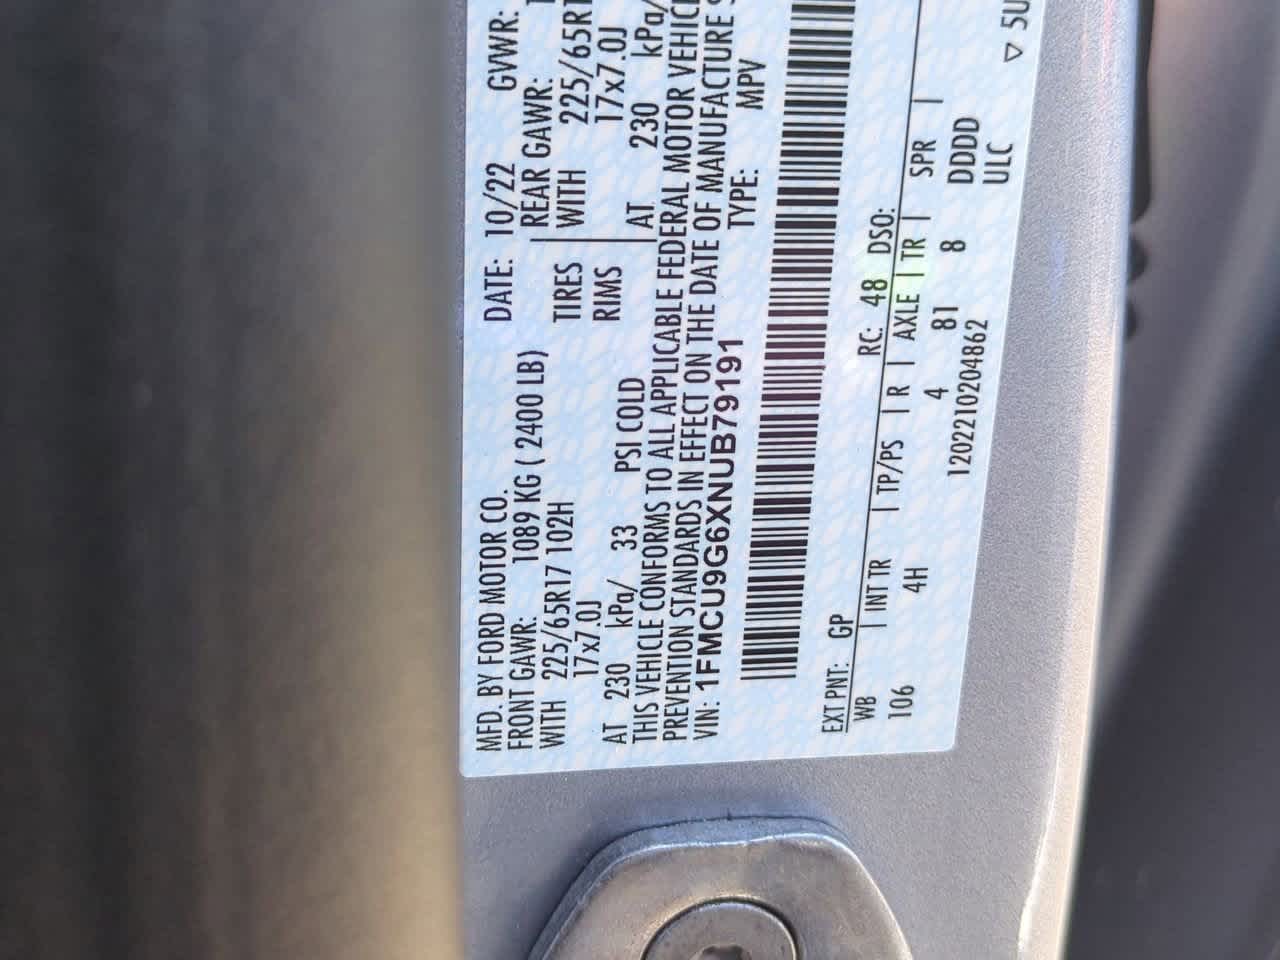 MFD. BY FORD MOTOR CO. DATE: 10/22 GVWR:
FRONT GAWR: 1089 KG ( 2400 LB) REAR GAWR:
WITH 225/65R17 102H TIRES WITH 225/65R1
17x7.0J RIMS 17x7.0J
AT 230 kPa/ 33 PSI COLD AT 230 kPa/
THIS VEHICLE CONFORMS TO ALL APPLICABLE FEDERAL MOTOR VEHIC
PREVENTION STANDARDS IN EFFECT ON THE DATE OF MANUFACTURE S
VIN: 1FMCU9G6XNUB79191 TYPE: MPV
EXT PNT: GP RC: 48 DSO:
WB | INT TR | TP/PS | R | AXLE | TR | SPR |
106 4H 4 81 8 DDDD
1202210204862 ULC
▽ 5U